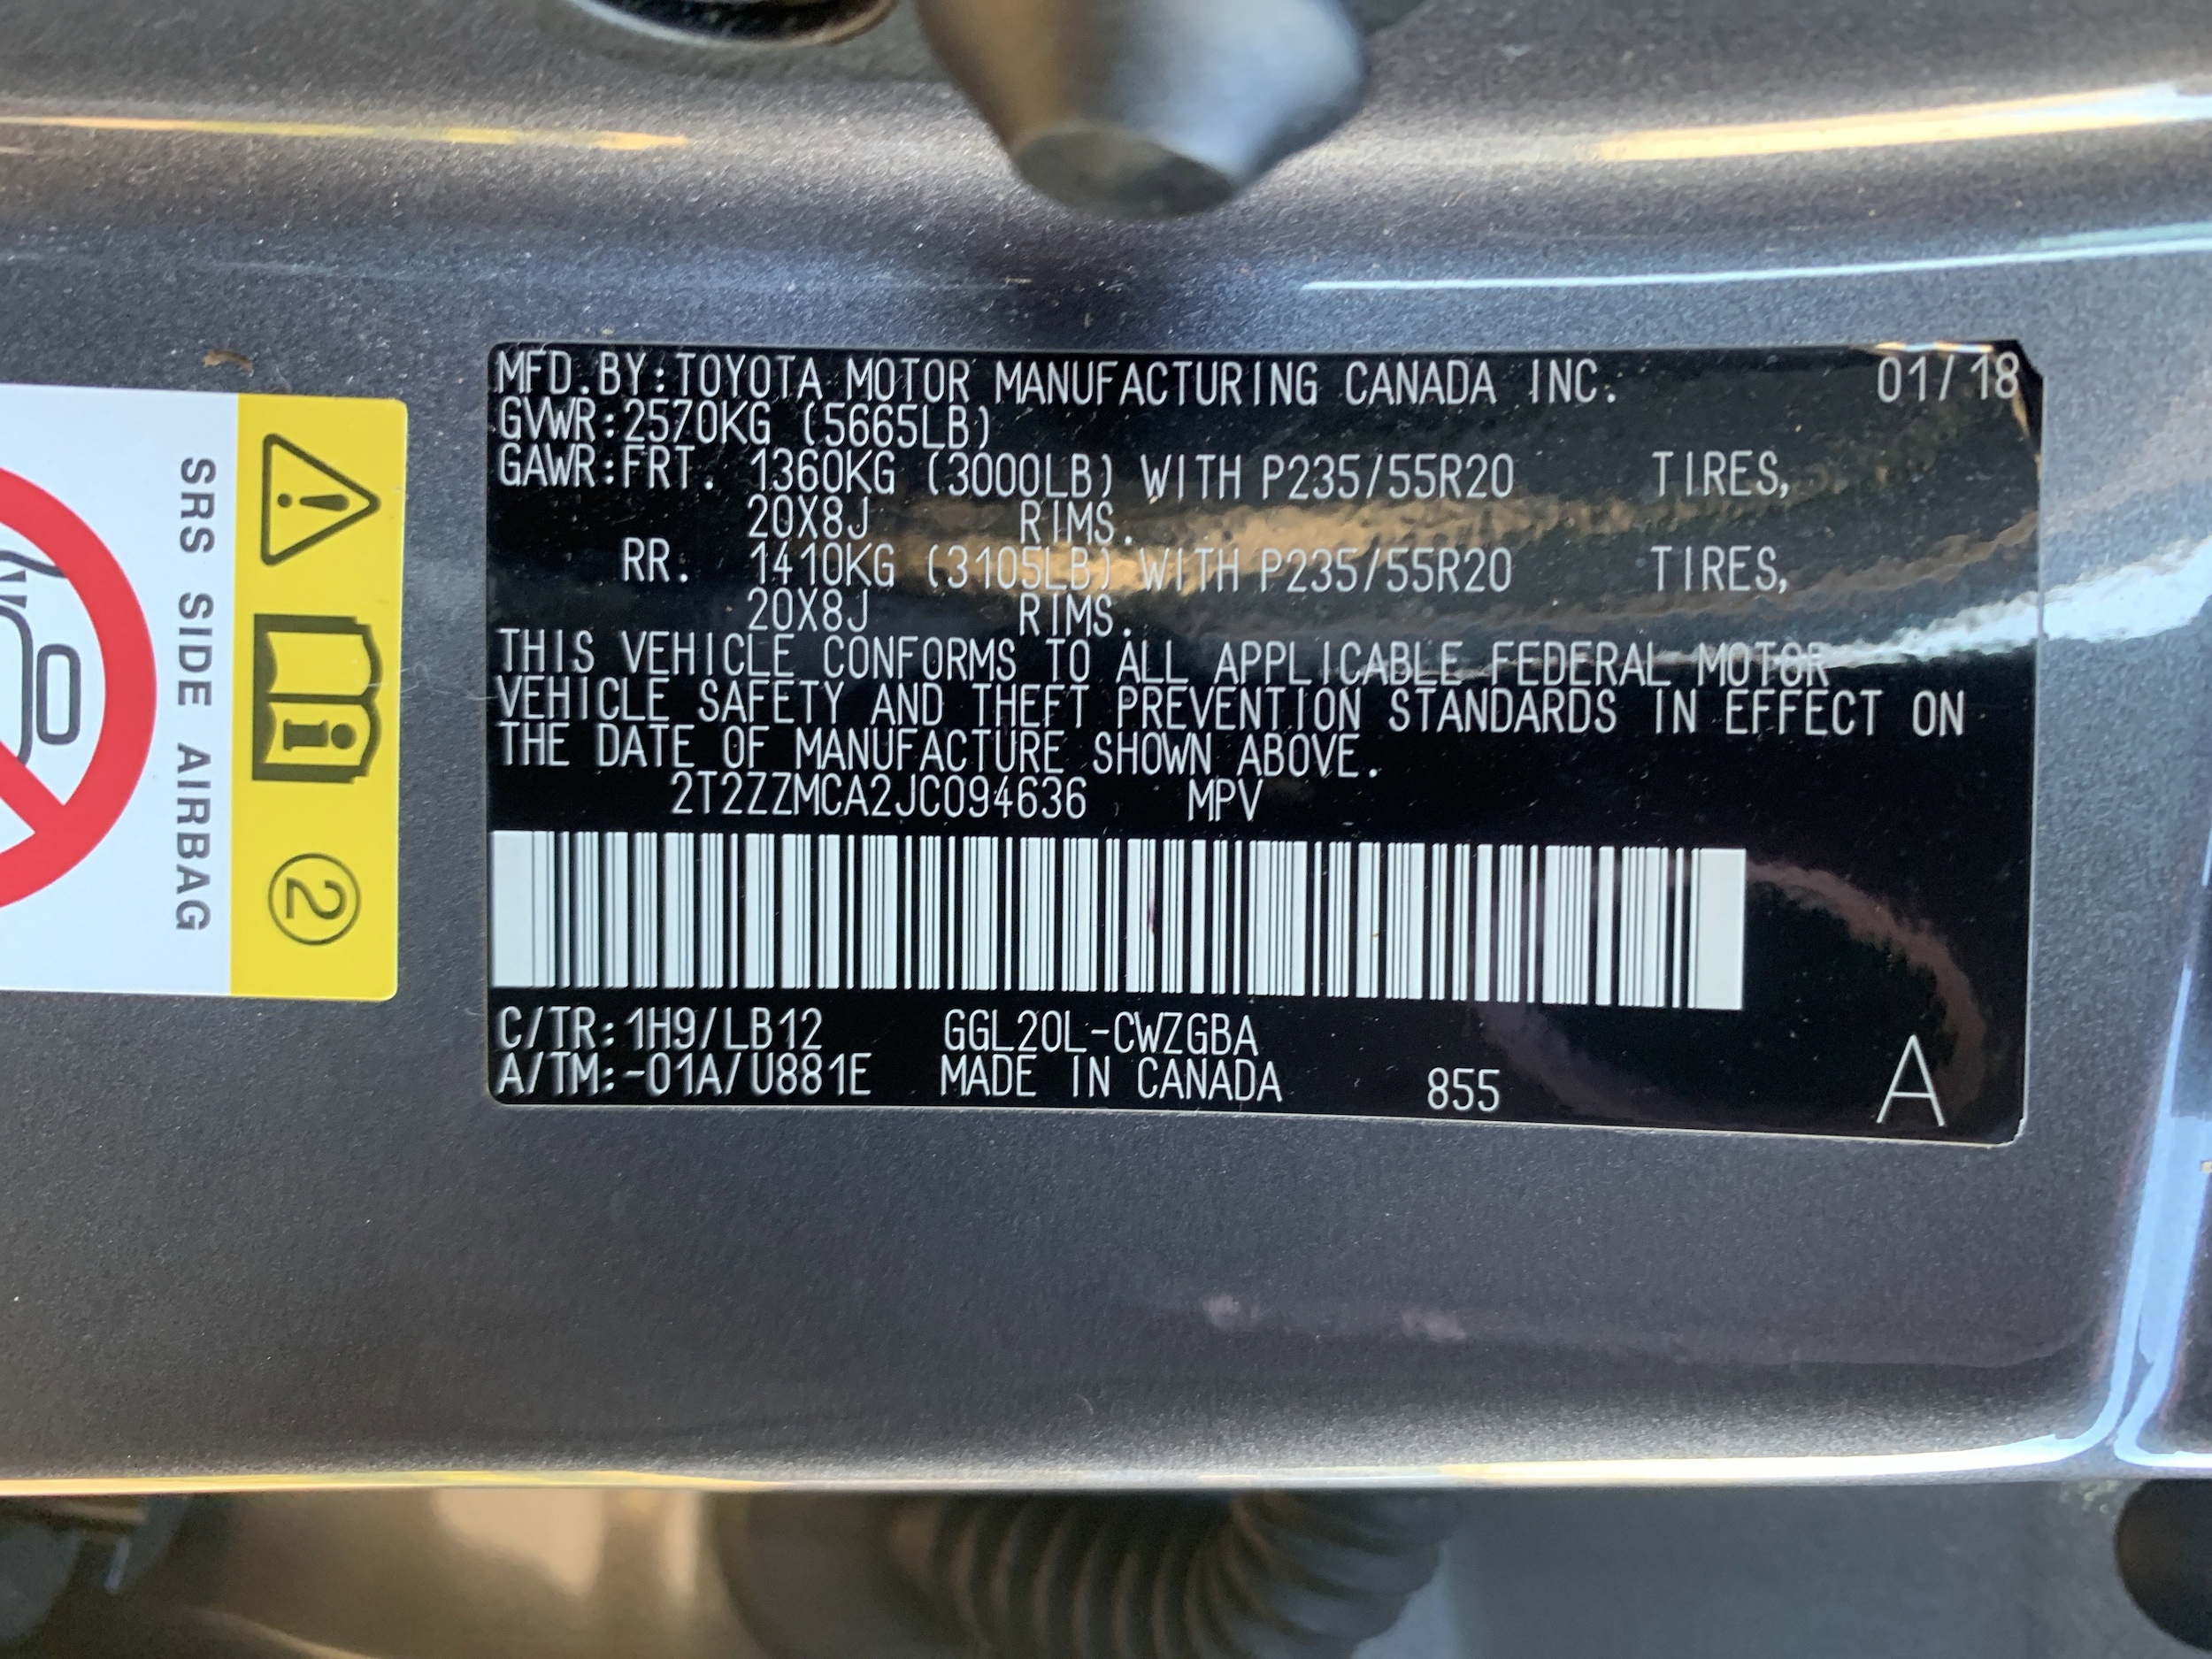 MFD.BY:TOYOTA MOTOR MANUFACTURING CANADA INC. 01/18
GVWR:2570KG (5665LB)
GAWR:FRT. 1360KG (3000LB) WITH P235/55R20 TIRES,
20X8J RIMS.
RR. 1410KG (3105LB) WITH P235/55R20 TIRES,
20X8J RIMS.
THIS VEHICLE CONFORMS TO ALL APPLICABLE FEDERAL MOTOR
VEHICLE SAFETY AND THEFT PREVENTION STANDARDS IN EFFECT ON
THE DATE OF MANUFACTURE SHOWN ABOVE.
2T2ZZMCA2JC094636 MPV
C/TR:1H9/LB12 GGL20L-CWZGBA
A/TM:-01A/U881E MADE IN CANADA 855 A
SRS SIDE AIRBAG
2